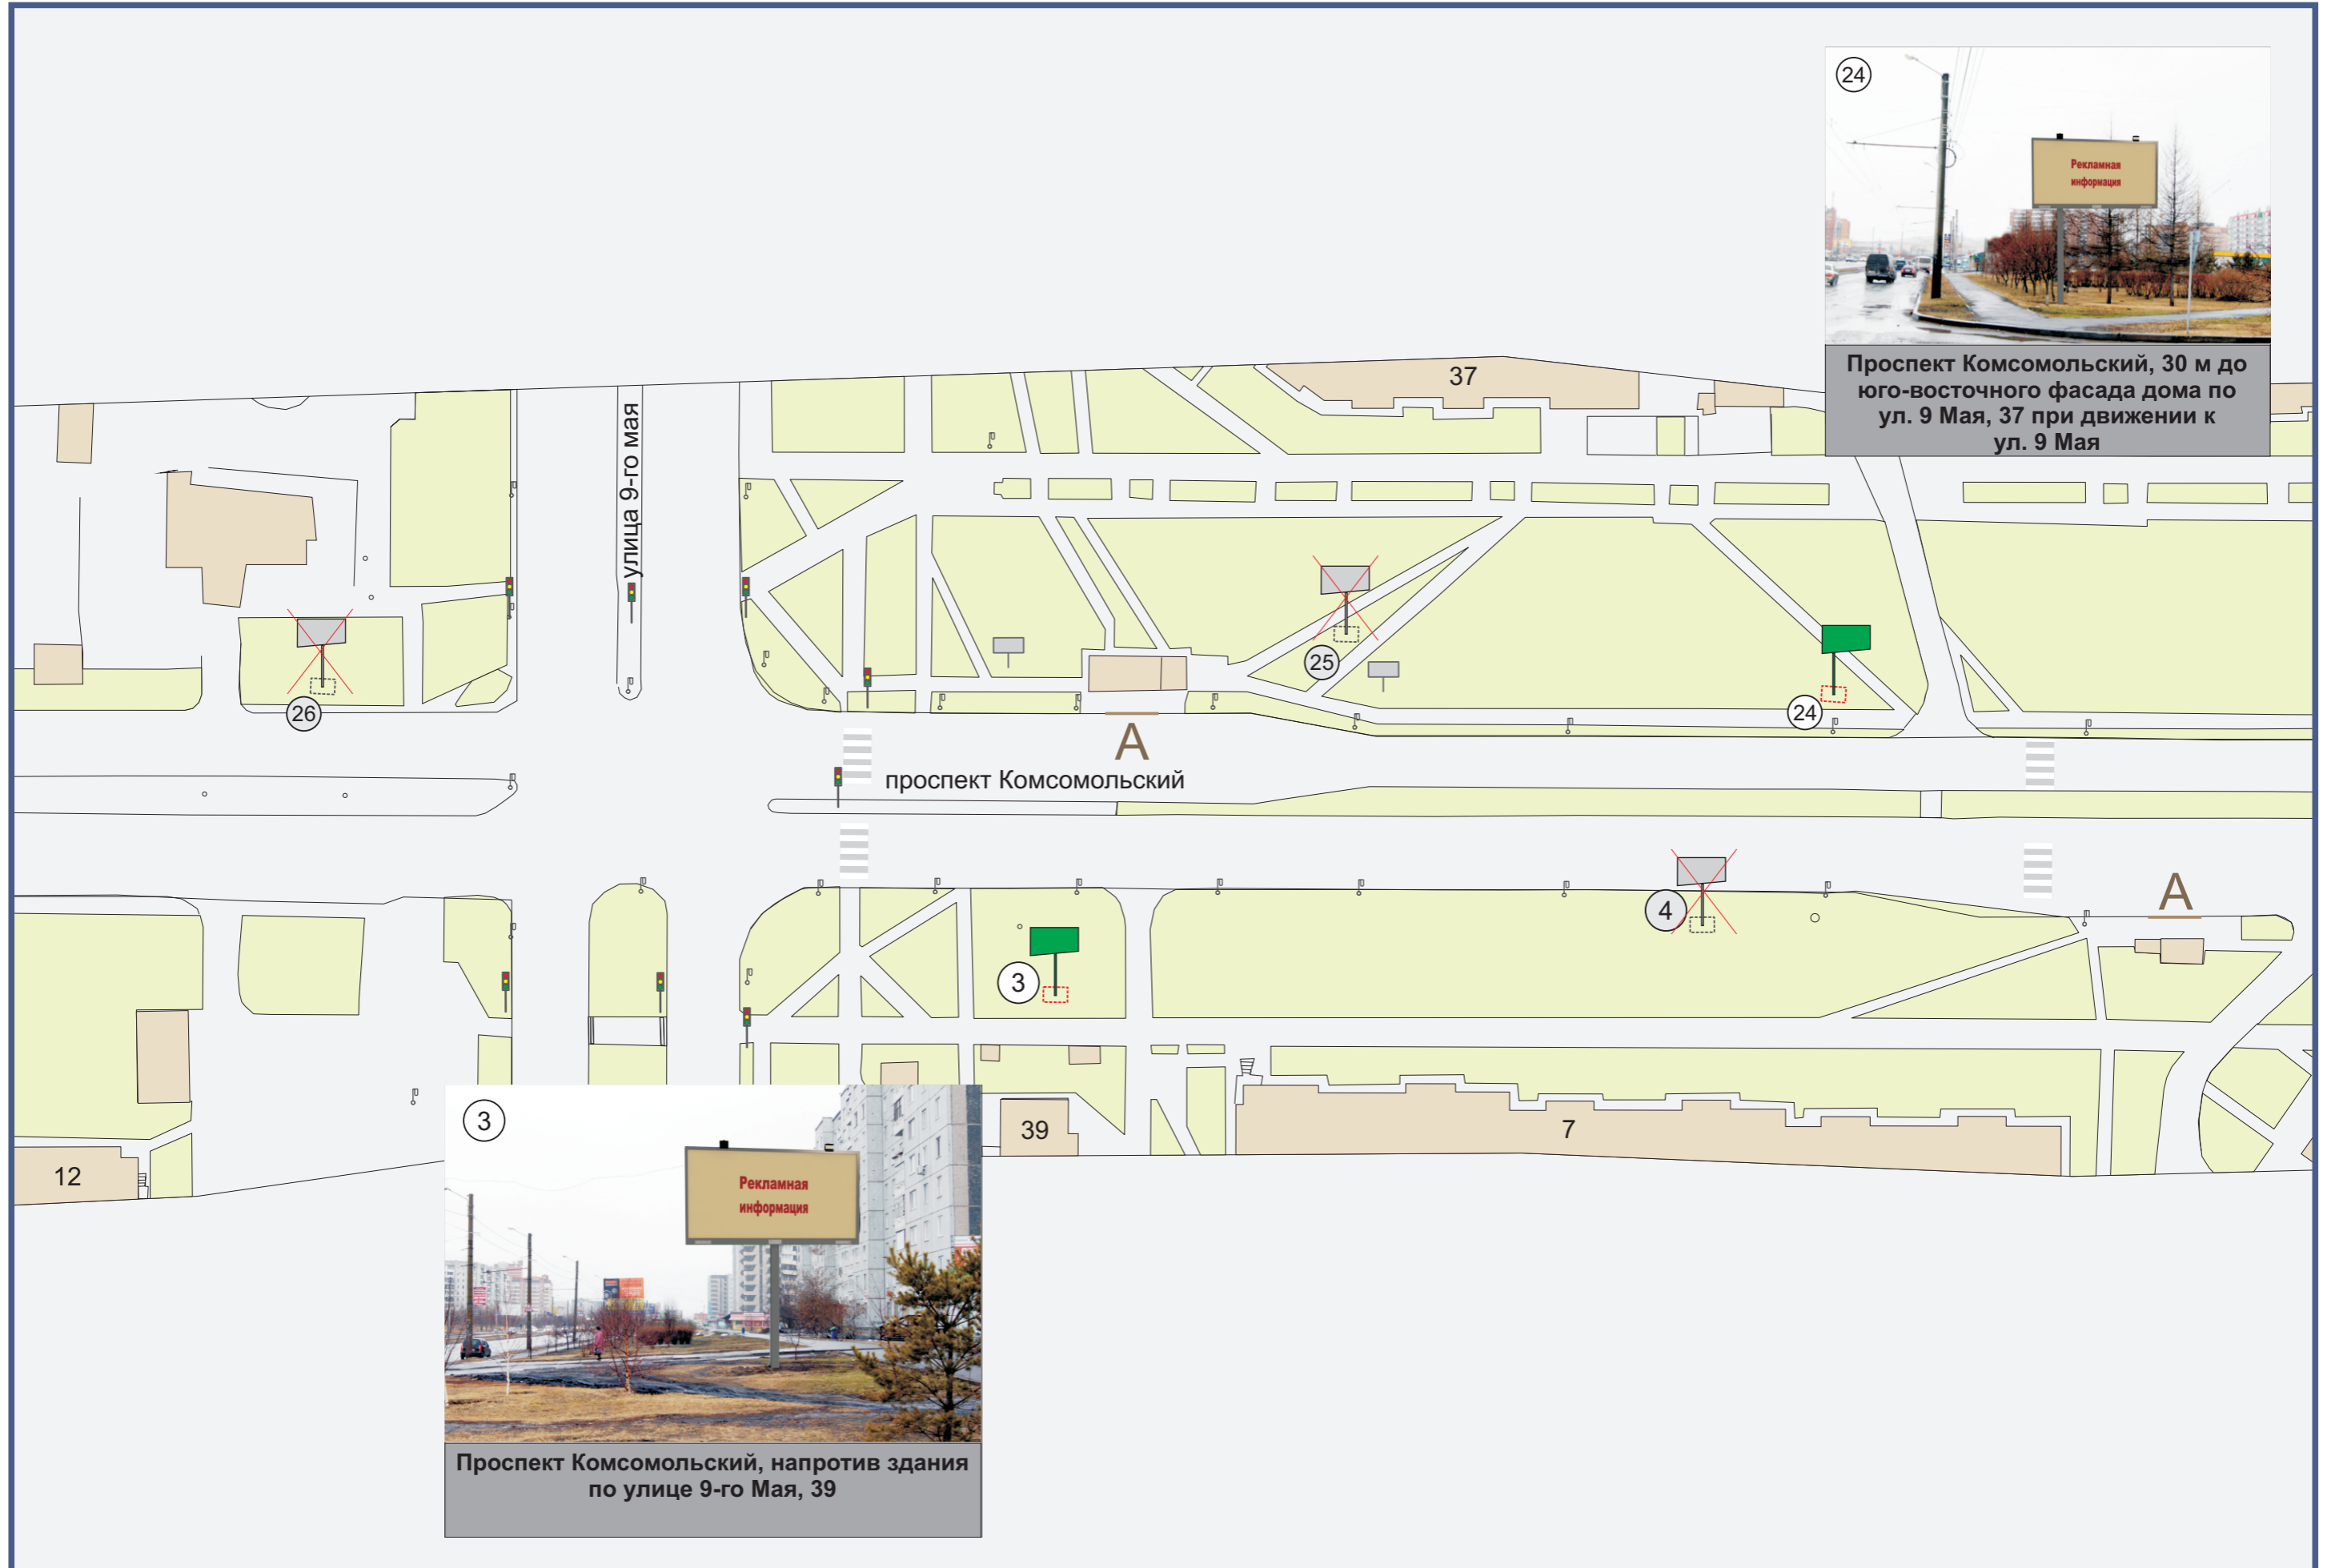 24
Рекламная
информация
Проспект Комсомольский, 30 м до
юго-восточного фасада дома по
ул. 9 Мая, 37 при движении к
ул. 9 Мая
37
улица 9-го мая
25
26
24
А
проспект Комсомольский
4
А
3
3
39
7
12
Рекламная
информация
Проспект Комсомольский, напротив здания
по улице 9-го Мая, 39